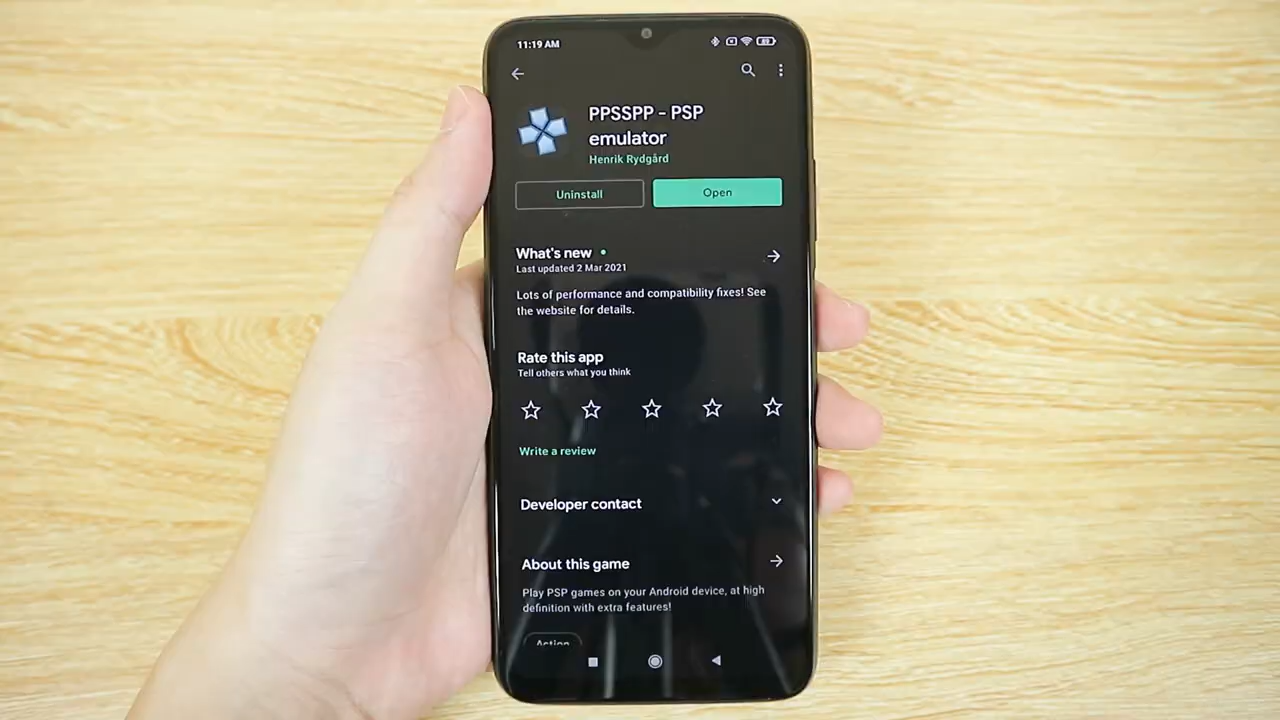 11:19 AM
89
PPSSPP - PSP
emulator
Henrik Rydgård
Uninstall
Open
What's new
Last updated 2 Mar 2021
Lots of performance and compatibility fixes! See
the website for details.
Rate this app
Tell others what you think
Write a review
Developer contact
About this game
Play PSP games on your Android device, at high
definition with extra features!
Action